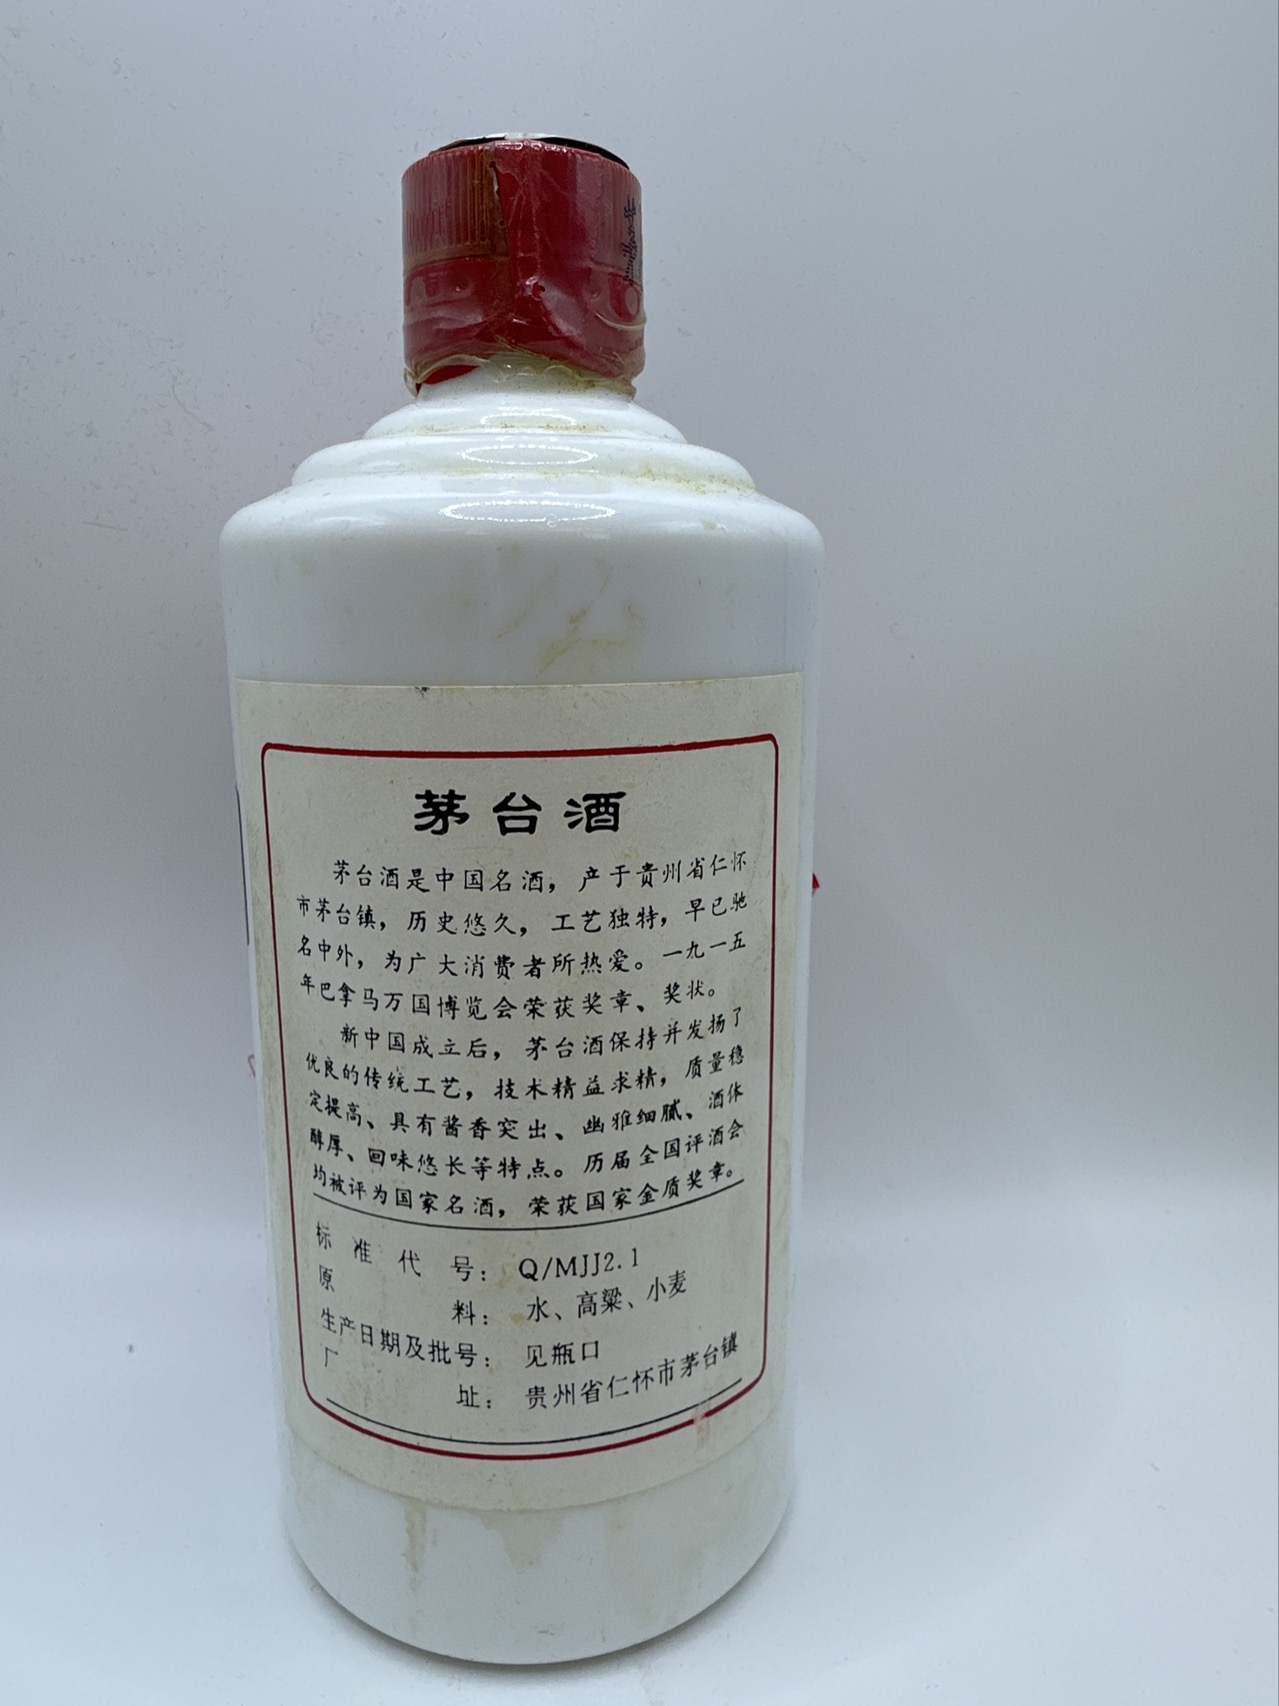 茅台酒
茅台酒是中国名酒，产于贵州省仁怀
市茅台镇，历史悠久，工艺独特，早已驰
名中外，为广大消费者所热爱。一九一五
年巴拿马万国博览会荣获奖章、奖状。
新中国成立后，茅台酒保持并发扬了
优良的传统工艺，技术精益求精，质量稳
定提高、具有酱香突出、幽雅细腻、酒体
醇厚、回味悠长等特点。历届全国评酒会
均被评为国家名酒，荣获国家金质奖章。
标准代号：Q/MJJ2.1
原料：水、高粱、小麦
生产日期及批号：见瓶口
厂址：贵州省仁怀市茅台镇